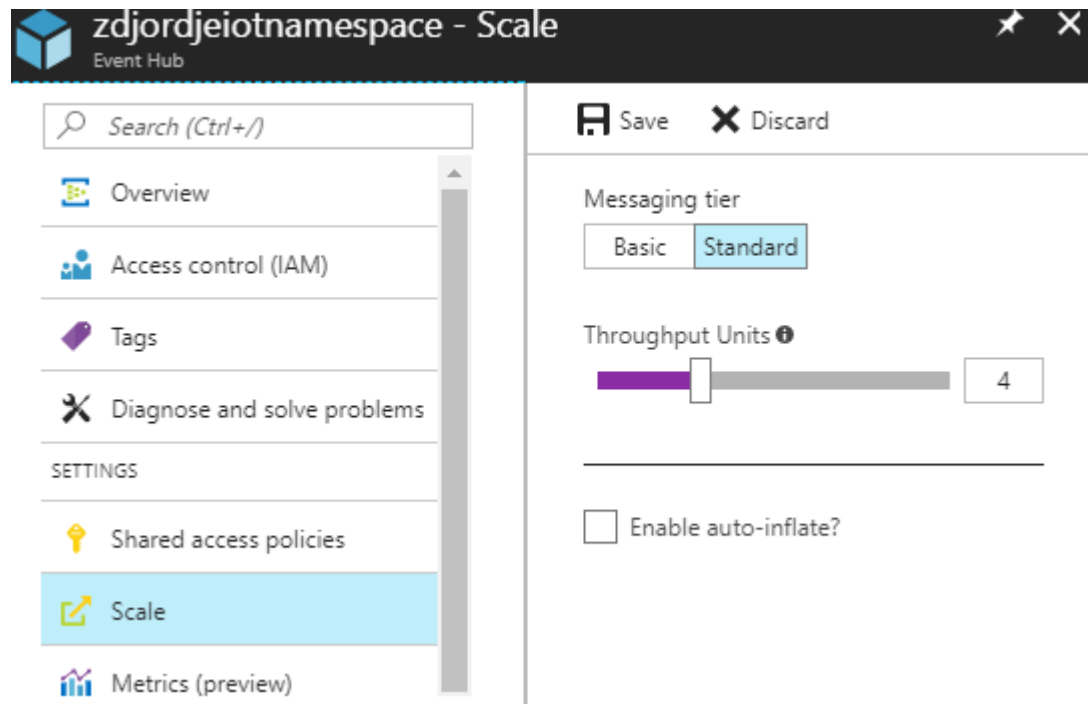 zdjordjeiotnamespace - Scale
Event Hub
Search (Ctrl+/)
Overview
Access control (IAM)
Tags
Diagnose and solve problems
SETTINGS
Shared access policies
Scale
Metrics (preview)
Save
Discard
Messaging tier
Basic
Standard
Throughput Units
4
Enable auto-inflate?